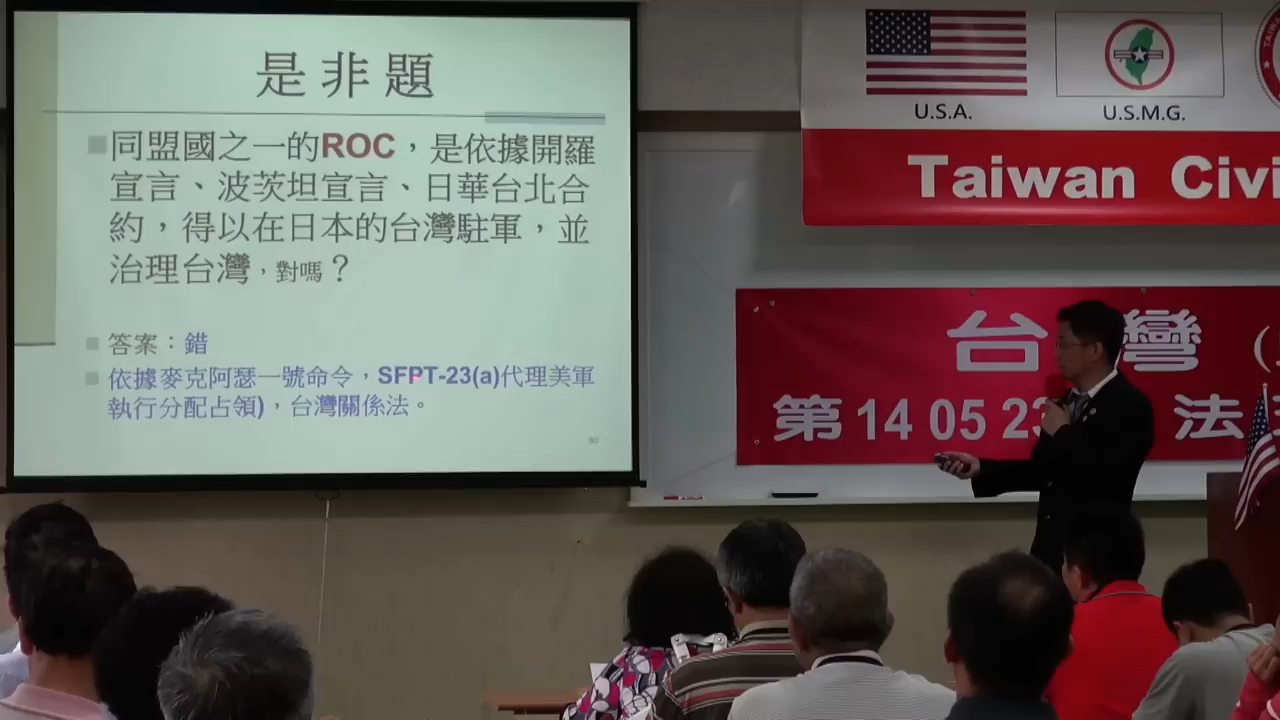 是非題
同盟國之一的ROC，是依據開羅
宣言、波茨坦宣言、日華台北合
約，得以在日本的台灣駐軍，並
治理台灣，對嗎？
答案：錯
依據麥克阿瑟一號命令，SFPT-23(a)代理美軍
執行分配占領)，台灣關係法。
80
U.S.A.
U.S.M.G.
Taiwan Civi
台灣
第 14 05 23 法